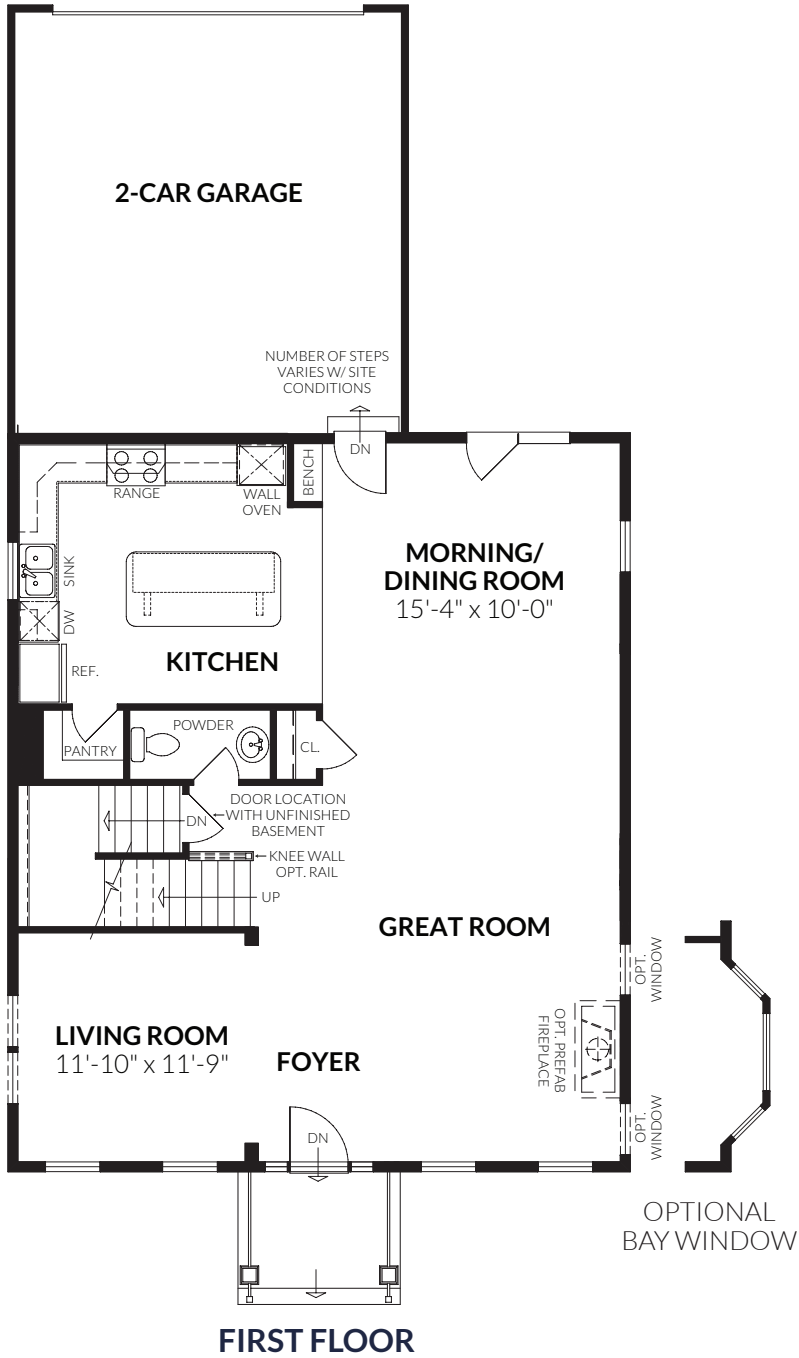 2-CAR GARAGE
NUMBER OF STEPS
VARIES W/ SITE
CONDITIONS
DN
BENCH
RANGE
WALL
OVEN
SINK
DW
REF.
KITCHEN
MORNING/
DINING ROOM
15'-4" x 10'-0"
PANTRY
POWDER
CL.
DOOR LOCATION
WITH UNFINISHED
BASEMENT
DN
KNEE WALL
OPT. RAIL
UP
GREAT ROOM
OPT.
WINDOW
LIVING ROOM
11'-10" x 11'-9"
FOYER
OPT. PREFAB
FIREPLACE
OPT.
WINDOW
DN
OPTIONAL
BAY WINDOW
FIRST FLOOR